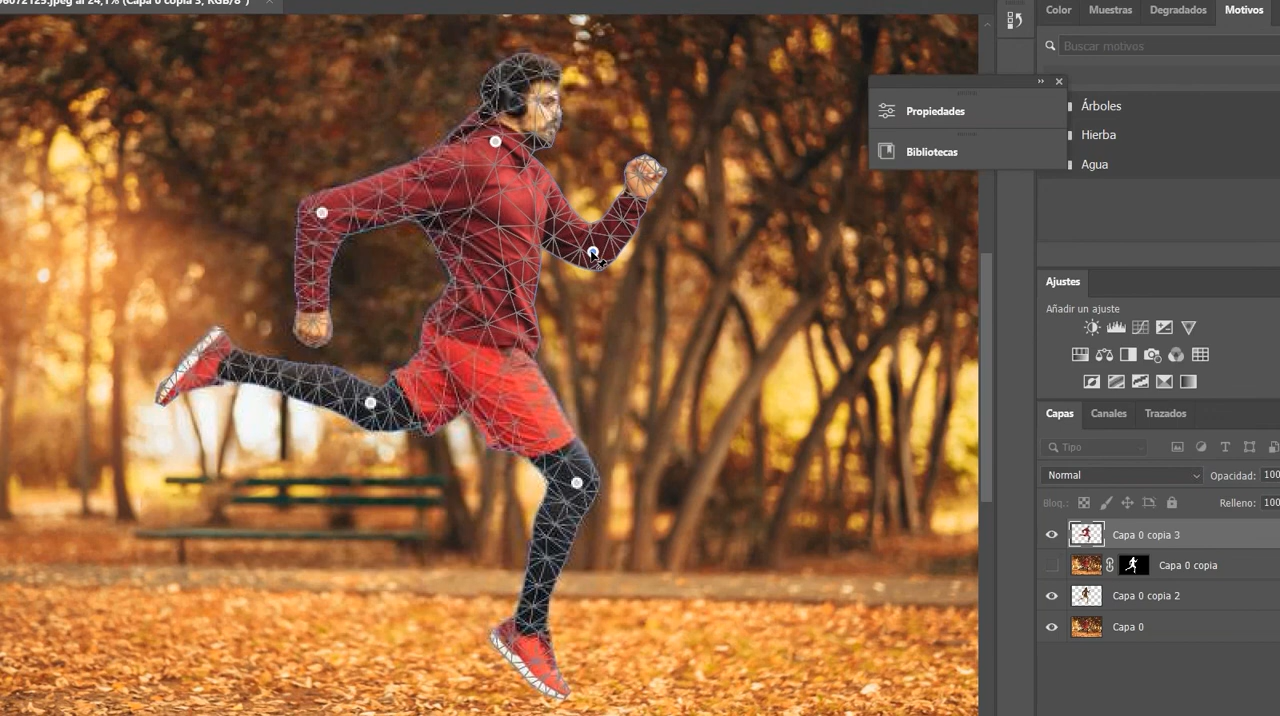 .jpeg al 24,1% (Capa 0 copia 3, RGB/8*)
Color Muestras Degradados Motivos
Buscar motivos
Propiedades
Bibliotecas
Árboles
Hierba
Agua
Ajustes
Añadir un ajuste
Capas Canales Trazados
Tipo
Normal Opacidad: 100
Bloq.: Relleno: 100
Capa 0 copia 3
Capa 0 copia
Capa 0 copia 2
Capa 0